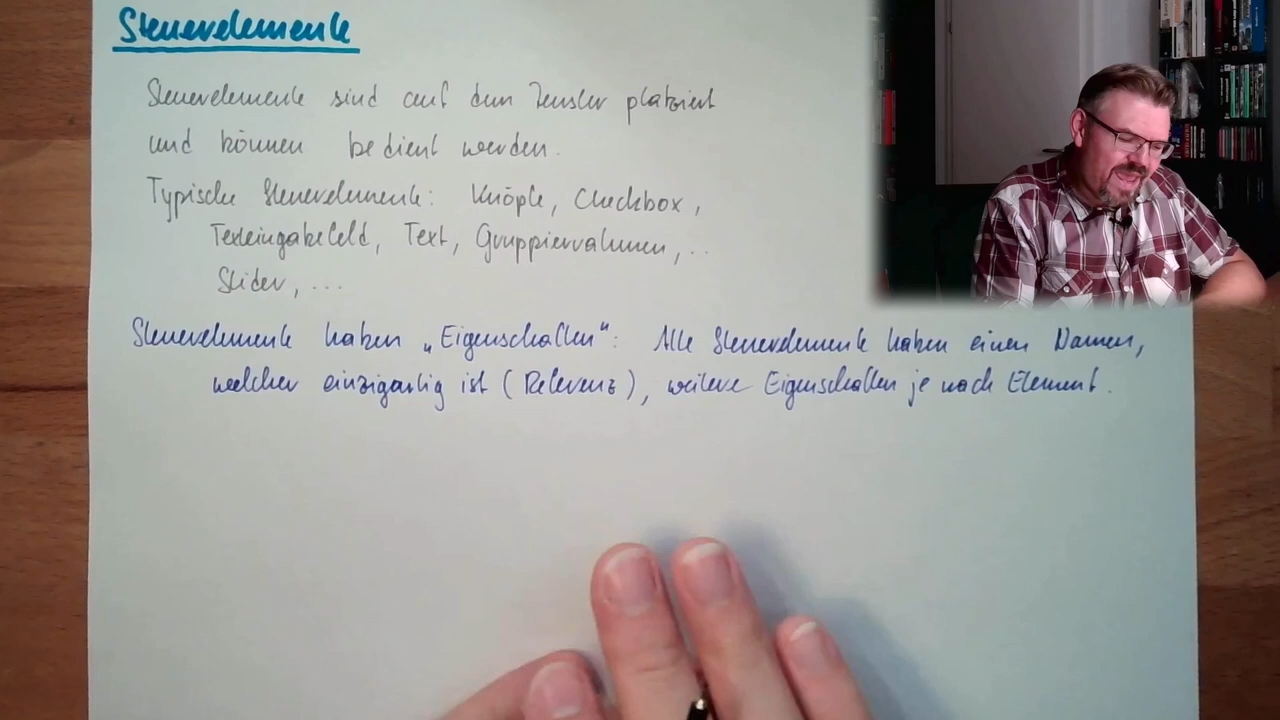 Steuerelemente
Steuerelemente sind auf dem Fenster platziert
und können bedient werden.
Typische Steuerelemente: Knöpfe, Checkbox,
Texteingabefeld, Text, Gruppierrahmen, ..
Slider, ...
Steuerelemente haben „Eigenschaften“: Alle Steuerelemente haben einen Namen,
welcher einzigartig ist (Referenz), weitere Eigenschaften je nach Element.